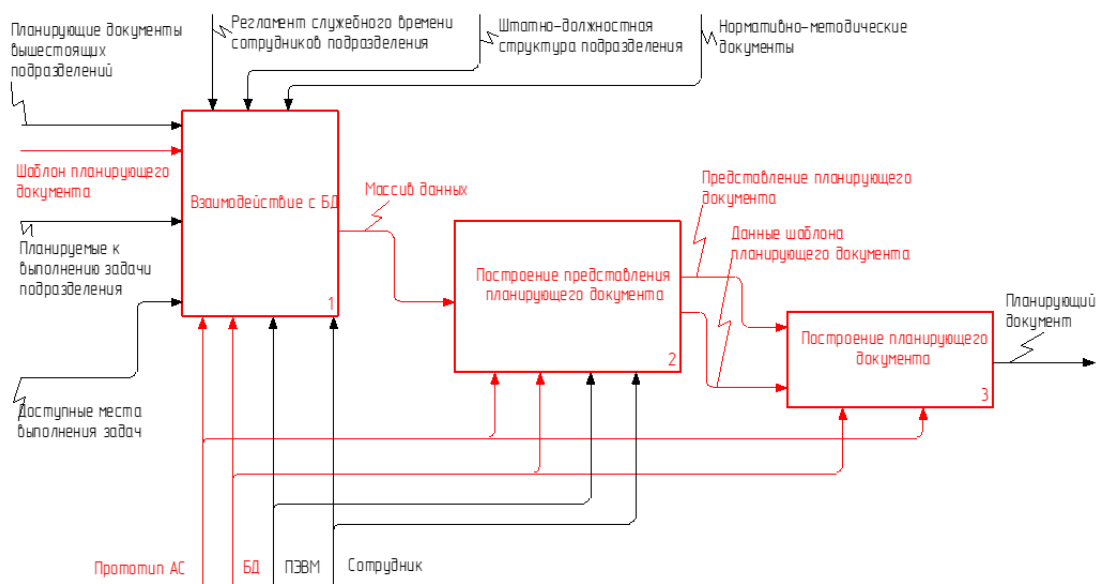 Планирующие документы
вышестоящих
подразделений
Регламент служебного времени
сотрудников подразделения
Штатно-должностная
структура подразделения
Нормативно-методические
документы
Шаблон планирующего
документа
Взаимодействие с БД
1
Массив данных
Представление планирующего
документа
Данные шаблона
планирующего документа
Планируемые к
выполнению задачи
подразделения
Построение представления
планирующего документа
2
Планирующий
документ
Построение планирующего
документа
3
Доступные места
выполнения задач
Прототип АС
БД
ПЭВМ
Сотрудник